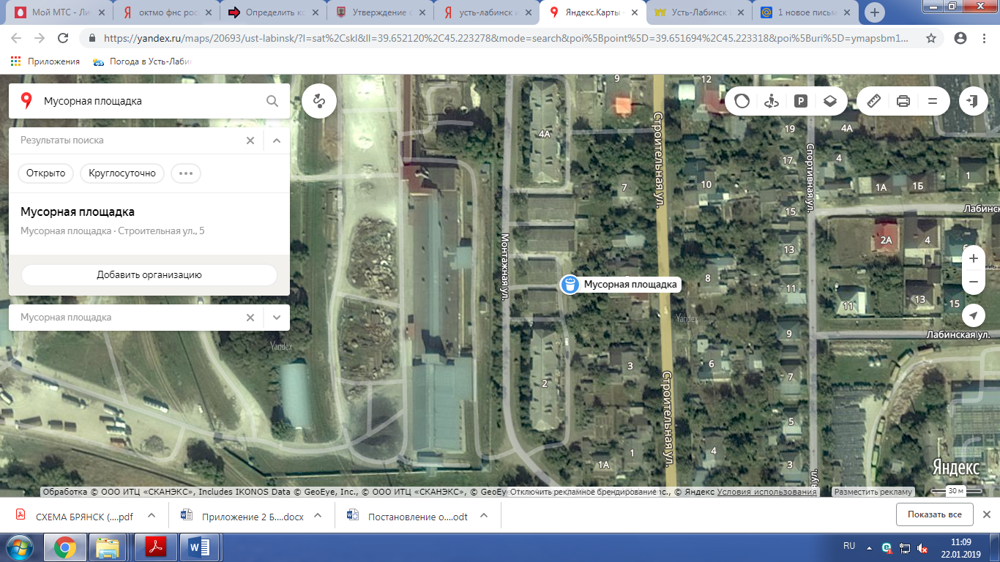 Мой МТС - Ли
октмо фнс рос
Определить ко
Утверждение с
усть-лабинск и
Яндекс.Карты -
Усть-Лабинск
1 новое письм
https://yandex.ru/maps/20693/ust-labinsk/?l=sat%2Cskl&ll=39.652120%2C45.223278&mode=search&poi%5Bpoint%5D=39.651694%2C45.223318&poi%5Buri%5D=ymapsbm1...
Приложения
Погода в Усть-Лаби
Мусорная площадка
Результаты поиска
Открыто
Круглосуточно
Мусорная площадка
Мусорная площадка · Строительная ул., 5
Добавить организацию
Мусорная площадка
9
12
4А
Строительная ул.
19
4А
17
Спортивная ул.
4
7
10
1А
1Б
1
15
Лабинск
Монтажная ул.
13
2А
4
6
Мусорная площадка
8
11
11
13
15
Yandex
9
Лабинская ул.
Yandex
2
3
6
7
Строительная ул.
5
1А
1
4
3
ул.
Яндекс
30 м
Обработка © ООО ИТЦ «СКАНЭКС», Includes IKONOS Data © GeoEye, Inc., © ООО ИТЦ «СКАНЭКС», © GeoEy
Отключить рекламное брендирование
nc., © Яндекс Условия использования
Разместить рекламу
СХЕМА БРЯНСК (....pdf
Приложение 2 Б....docx
Постановление о....odt
Показать все
RU
11:09
22.01.2019